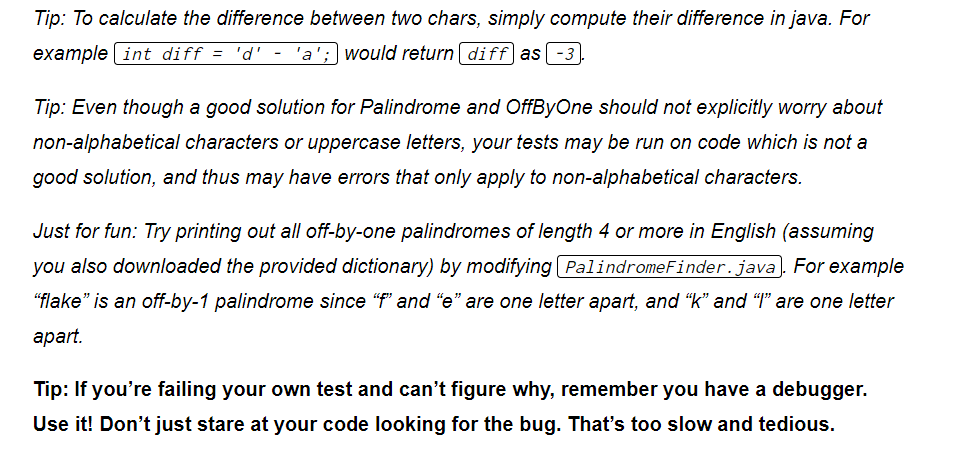 Tip: To calculate the difference between two chars, simply compute their difference in java. For
example int diff = 'd' - 'a'; would return diff as -3.
Tip: Even though a good solution for Palindrome and OffByOne should not explicitly worry about
non-alphabetical characters or uppercase letters, your tests may be run on code which is not a
good solution, and thus may have errors that only apply to non-alphabetical characters.
Just for fun: Try printing out all off-by-one palindromes of length 4 or more in English (assuming
you also downloaded the provided dictionary) by modifying PalindromeFinder.java. For example
“flake” is an off-by-1 palindrome since “f” and “e” are one letter apart, and “k” and “l” are one letter
apart.
Tip: If you’re failing your own test and can’t figure why, remember you have a debugger.
Use it! Don’t just stare at your code looking for the bug. That’s too slow and tedious.